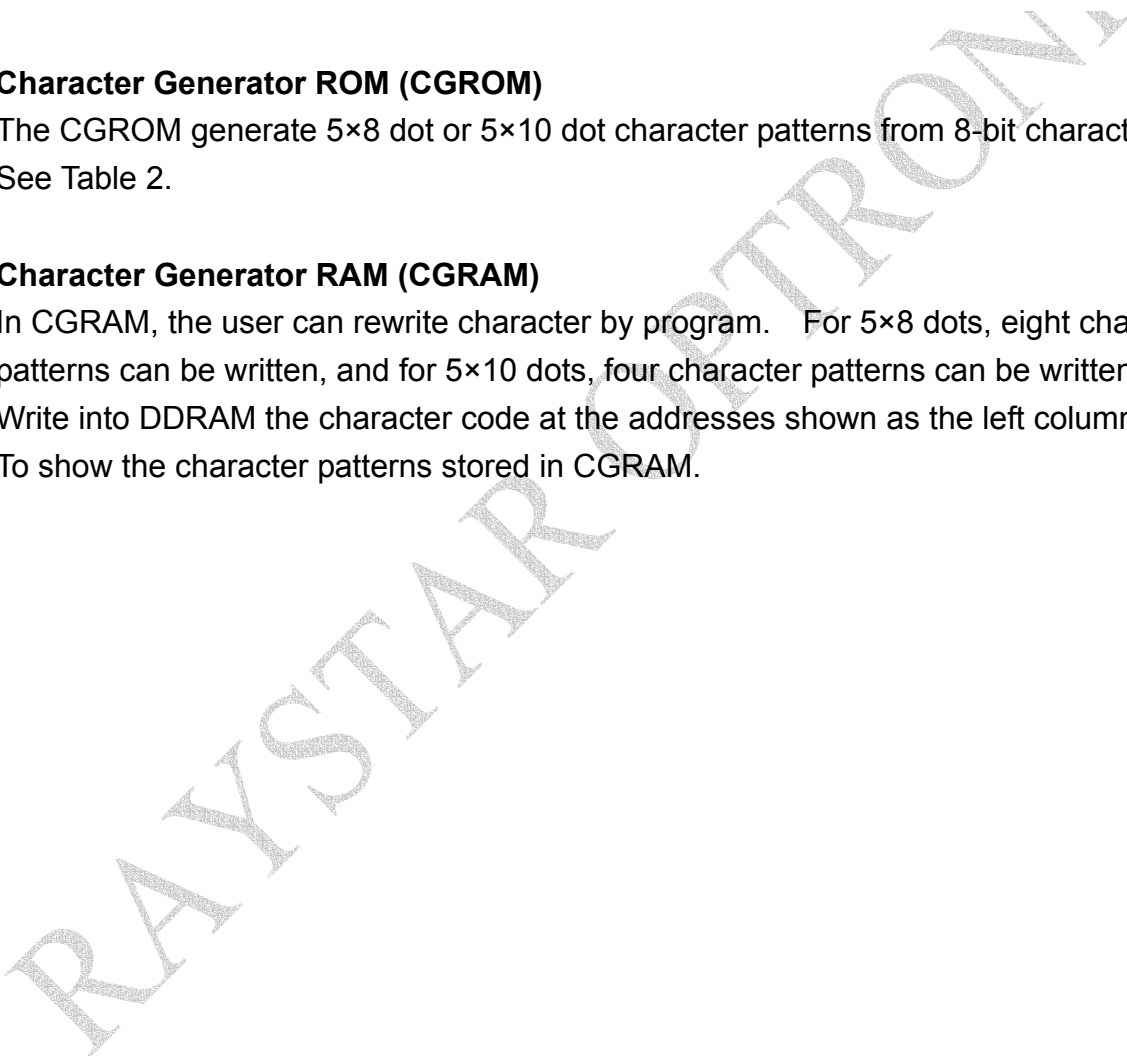 Character Generator ROM (CGROM)
The CGROM generate 5×8 dot or 5×10 dot character patterns from 8-bit
See Table 2.
Character Generator RAM (CGRAM)
In CGRAM, the user can rewrite character by program. For 5×8 dots, eight
patterns can be written, and for 5×10 dots, four character patterns can be written
Write into DDRAM the character code at the addresses shown as the left column
To show the character patterns stored in CGRAM.
RAYSTAR